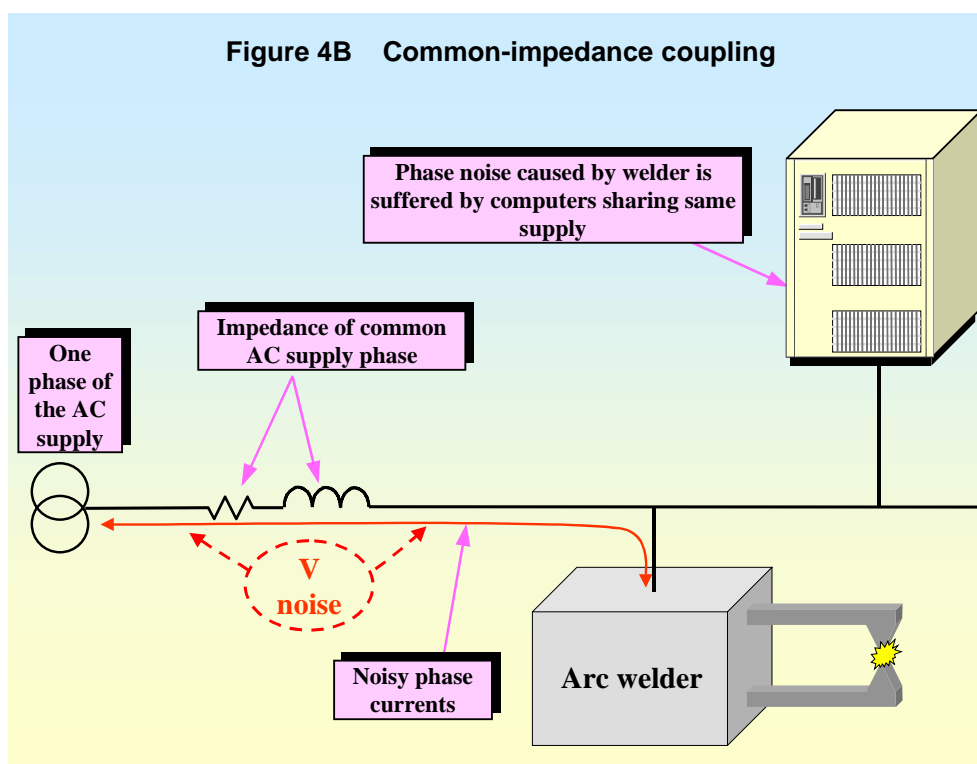 Figure 4B Common-impedance coupling
Phase noise caused by welder is
suffered by computers sharing same
supply
Impedance of common
AC supply phase
One
phase of
the AC
supply
V
noise
Noisy phase
currents
Arc welder